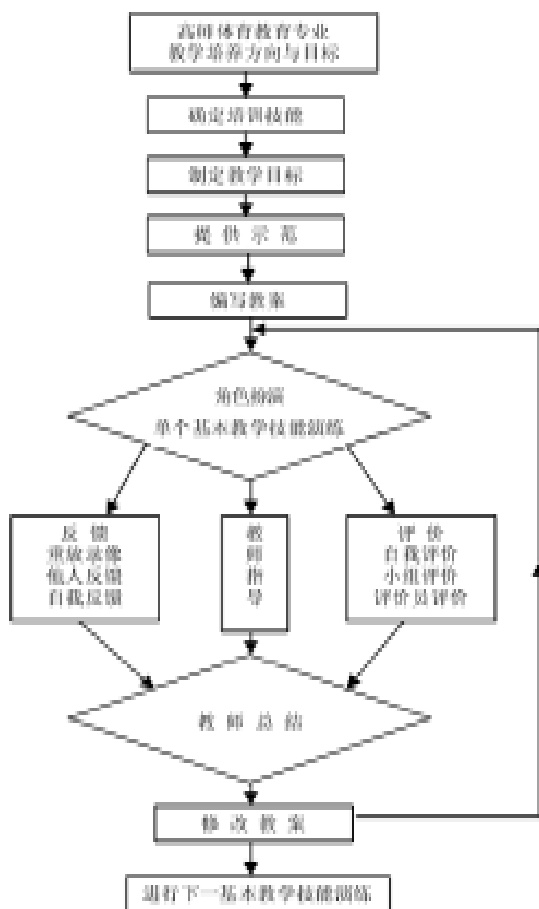 高师体育教育专业
教学培养方向与目标
确定培训技能
制定教学目标
提供示范
编写教案
角色扮演
单个基本教学技能演练
反馈
重放录像
他人反馈
自我反馈
教师指导
评价
自我评价
小组评价
评价员评价
教师总结
修改教案
进行下一基本教学技能演练